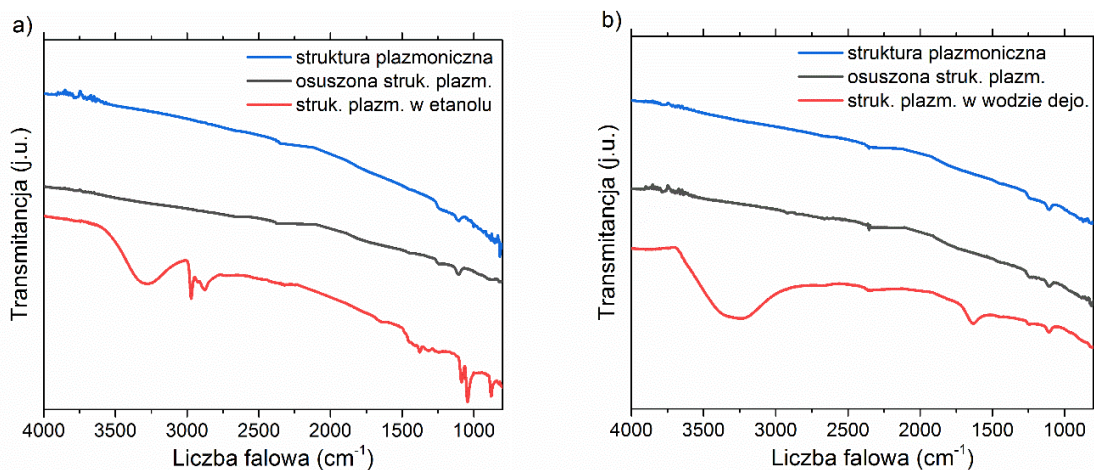 a)
struktura plazmoniczna
osuszona struk. plazm.
struk. plazm. w etanolu
Transmitancja (j.u.)
4000 3500 3000 2500 2000 1500 1000
Liczba falowa (cm⁻¹)
b)
struktura plazmoniczna
osuszona struk. plazm.
struk. plazm. w wodzie dejo.
Transmitancja (j.u.)
4000 3500 3000 2500 2000 1500 1000
Liczba falowa (cm⁻¹)